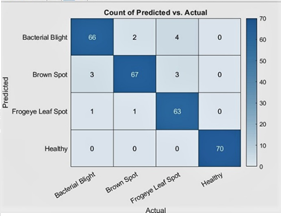 Count of Predicted vs. Actual
Bacterial Blight 66 2 4 0
Brown Spot 3 67 3 0
Frogeye Leaf Spot 1 1 63 0
Healthy 0 0 0 70
Bacterial Blight Brown Spot Frogeye Leaf Spot Healthy
Predicted
Actual
70
60
50
40
30
20
10
0